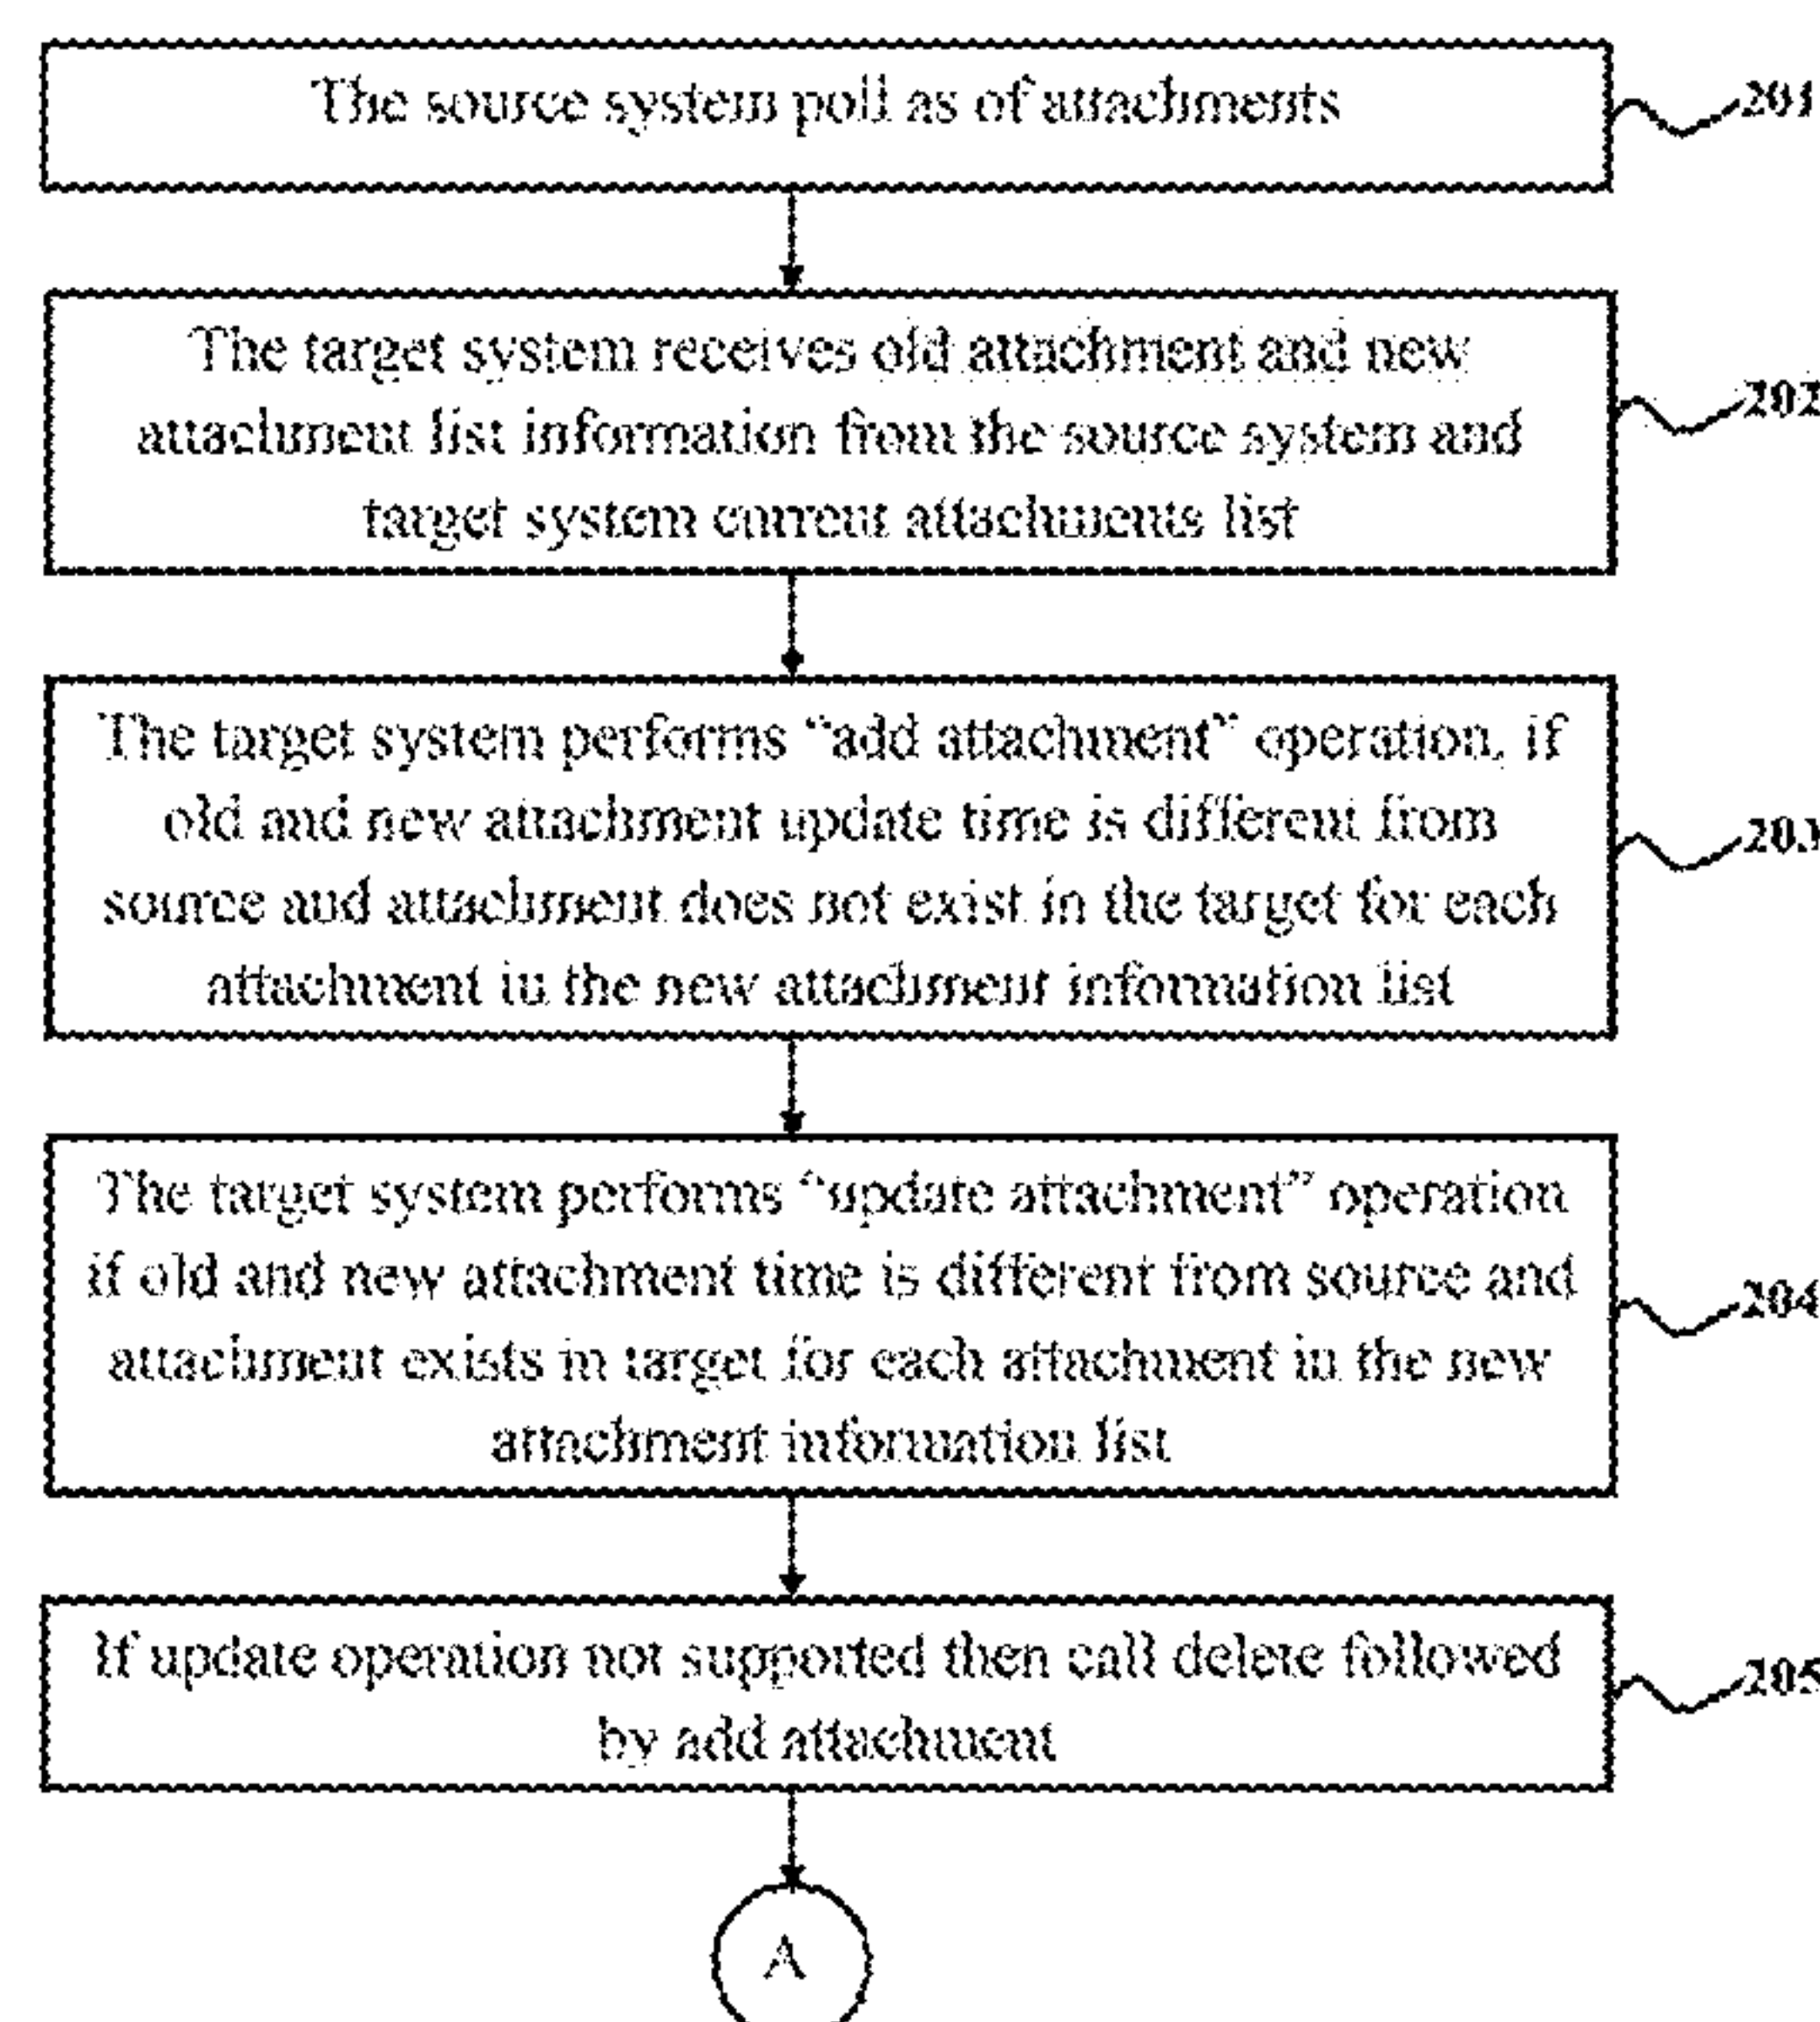 The source system poll as of attachments
201
The target system receives old attachment and new
attachment list information from the source system and
target system current attachments list
202
The target system performs “add attachment” operation, if
old and new attachment update time is different from
source and attachment does not exist in the target for each
attachment in the new attachment information list
203
The target system performs “update attachment” operation
if old and new attachment time is different from source and
attachment exists in target for each attachment in the new
attachment information list
204
If update operation not supported then call delete followed
by add attachment
205
A